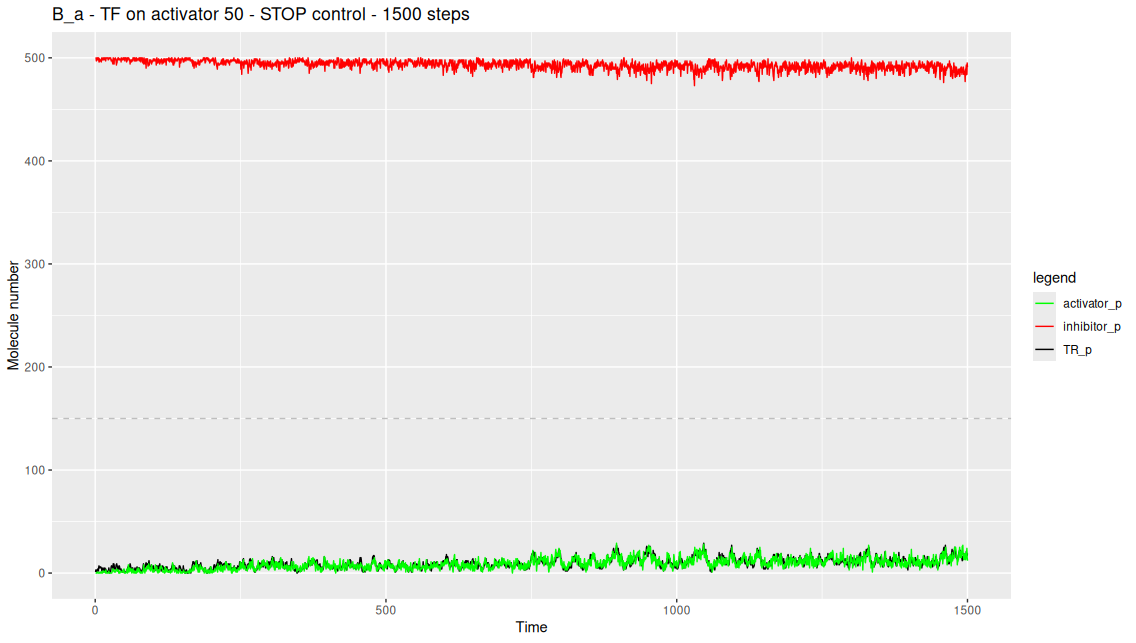 B_a - TF on activator 50 - STOP control - 1500 steps
500
400
300
200
100
0
Molecule number
0
500
1000
1500
Time
legend
activator_p
inhibitor_p
TR_p